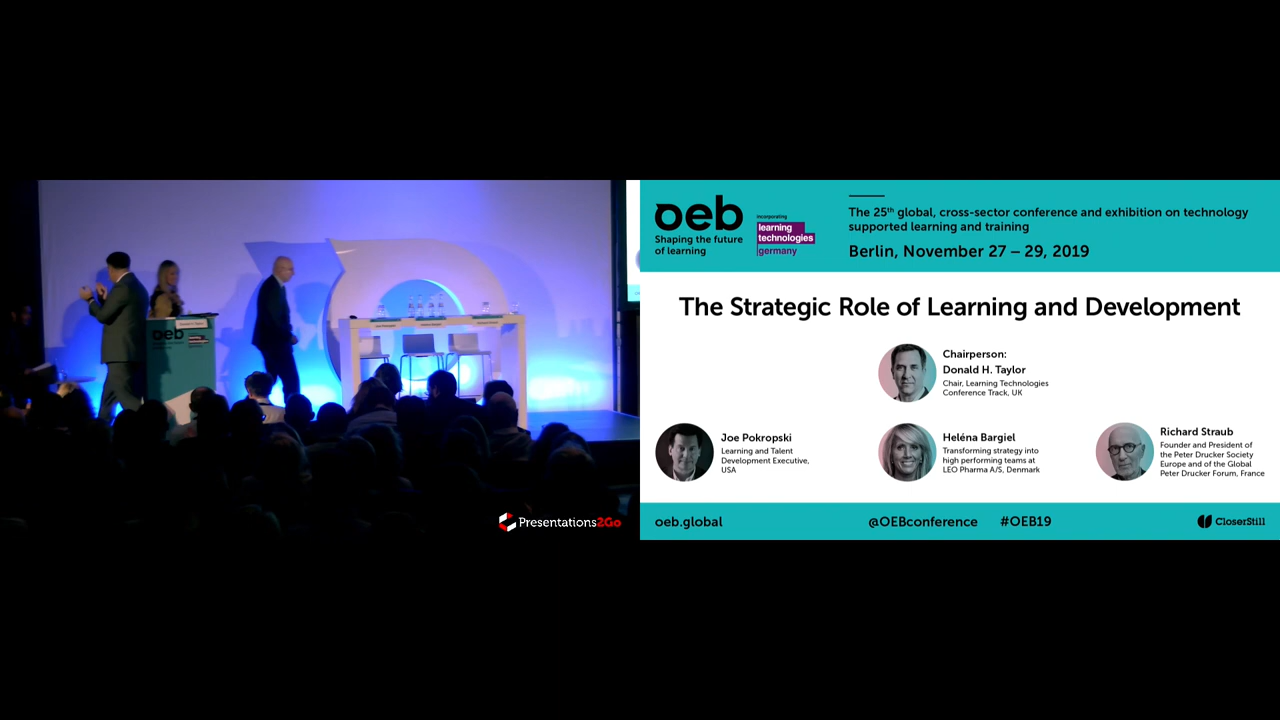 oeb
Shaping the future
of learning
incorporating
learning
technologies
germany
The 25th global, cross-sector conference and exhibition on technology
supported learning and training
Berlin, November 27 – 29, 2019
The Strategic Role of Learning and Development
Chairperson:
Donald H. Taylor
Chair, Learning Technologies
Conference Track, UK
Joe Pokropski
Learning and Talent
Development Executive,
USA
Heléna Bargiel
Transforming strategy into
high performing teams at
LEO Pharma A/S, Denmark
Richard Straub
Founder and President of
the Peter Drucker Society
Europe and of the Global
Peter Drucker Forum, France
oeb.global
@OEBconference
#OEB19
CloserStill
oeb
Presentations2Go